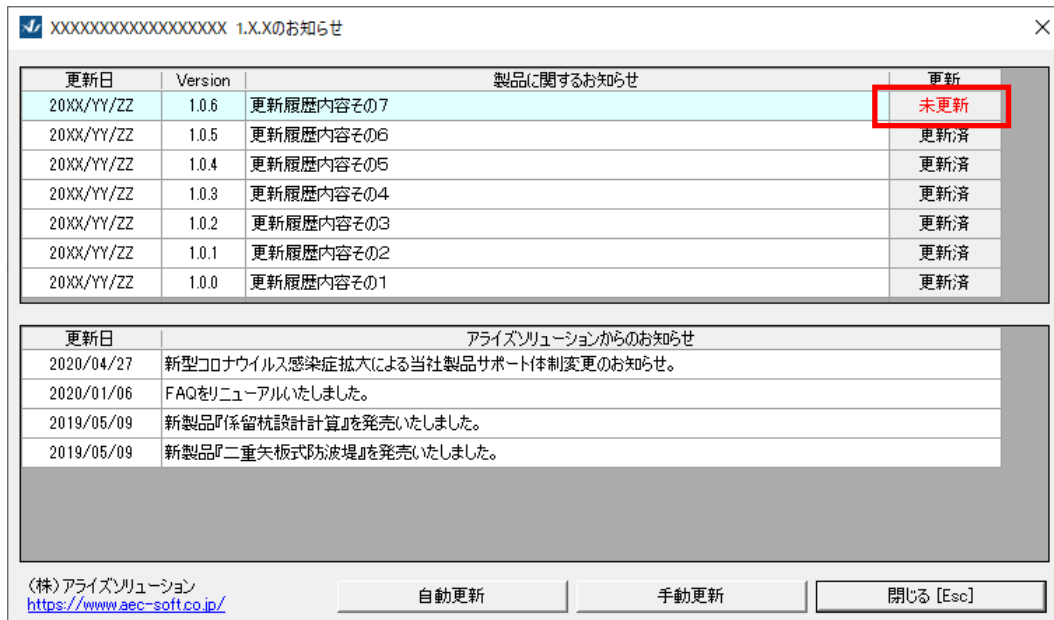 XXXXXXXXXXXXXXXXXX 1.X.Xのお知らせ
更新日 Version 製品に関するお知らせ 更新
20XX/YY/ZZ 1.0.6 更新履歴内容その7 未更新
20XX/YY/ZZ 1.0.5 更新履歴内容その6 更新済
20XX/YY/ZZ 1.0.4 更新履歴内容その5 更新済
20XX/YY/ZZ 1.0.3 更新履歴内容その4 更新済
20XX/YY/ZZ 1.0.2 更新履歴内容その3 更新済
20XX/YY/ZZ 1.0.1 更新履歴内容その2 更新済
20XX/YY/ZZ 1.0.0 更新履歴内容その1 更新済
更新日 アライズソリューションからのお知らせ
2020/04/27 新型コロナウイルス感染症拡大による当社製品サポート体制変更のお知らせ。
2020/01/06 FAQをリニューアルいたしました。
2019/05/09 新製品『係留杭設計計算』を発売いたしました。
2019/05/09 新製品『二重矢板式防波堤』を発売いたしました。
(株)アライズソリューション
https://www.aec-soft.co.jp/
自動更新 手動更新 閉じる [Esc]